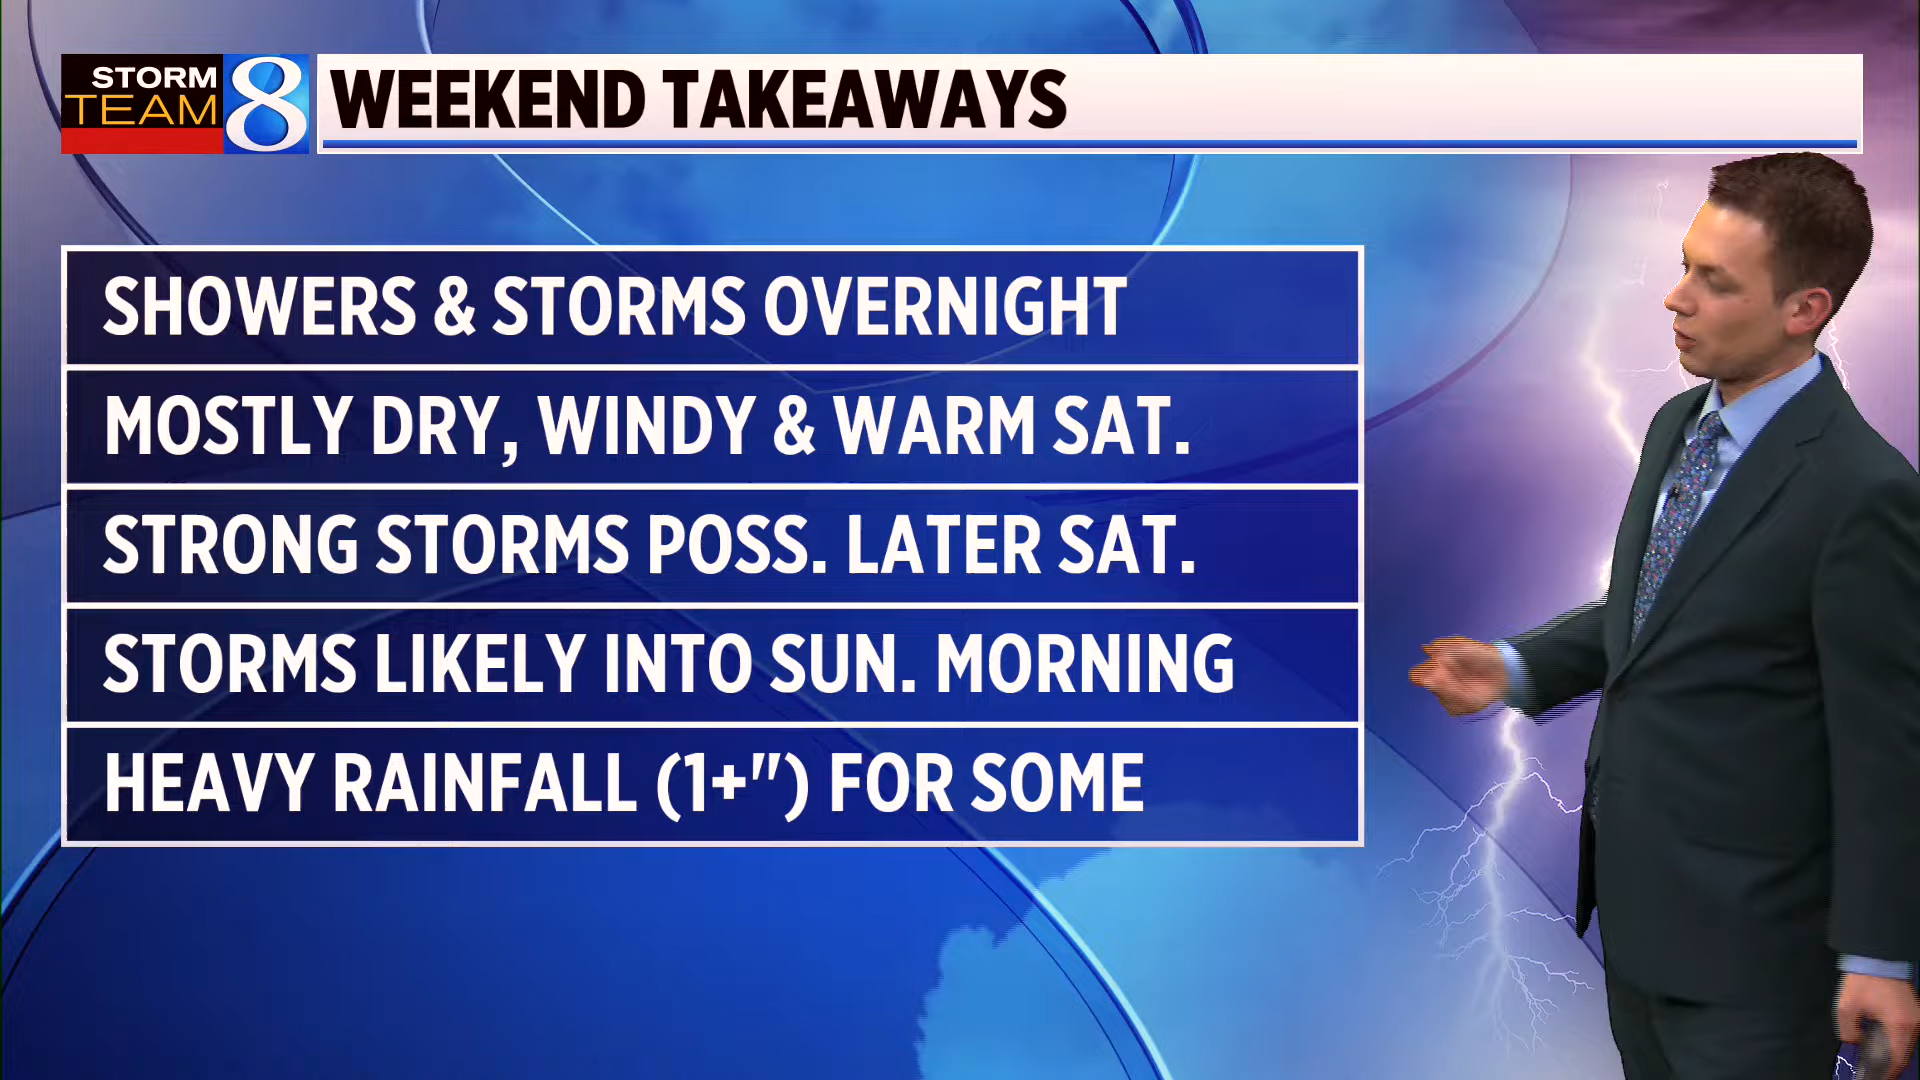 STORM
TEAM 8
WEEKEND TAKEAWAYS
SHOWERS & STORMS OVERNIGHT
MOSTLY DRY, WINDY & WARM SAT.
STRONG STORMS POSS. LATER SAT.
STORMS LIKELY INTO SUN. MORNING
HEAVY RAINFALL (1+") FOR SOME